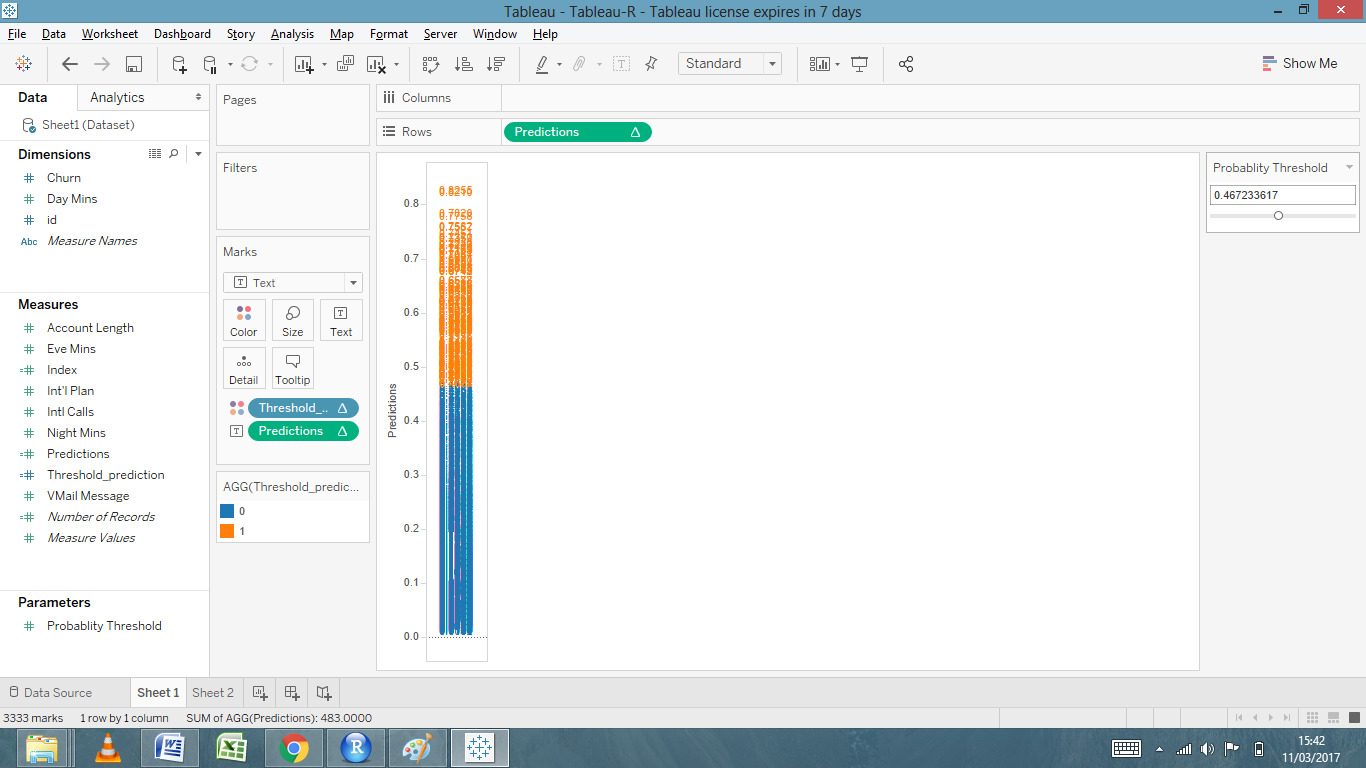 Tableau - Tableau-R - Tableau license expires in 7 days
File Data Worksheet Dashboard Story Analysis Map Format Server Window Help
Standard
Show Me
Data Analytics
Sheet1 (Dataset)
Dimensions
Churn
Day Mins
id
Abc Measure Names
Measures
Account Length
Eve Mins
Index
Int'l Plan
Intl Calls
Night Mins
Predictions
Threshold_prediction
VMail Message
Number of Records
Measure Values
Parameters
Probablity Threshold
Pages
Filters
Marks
Text
Color Size Text
Detail Tooltip
Threshold_..
Predictions
AGG(Threshold_predic...
0
1
Columns
Rows Predictions
Predictions
0.8
0.7
0.6
0.5
0.4
0.3
0.2
0.1
0.0
Probablity Threshold
0.467233617
Data Source Sheet 1 Sheet 2
3333 marks 1 row by 1 column SUM of AGG(Predictions): 483.0000
15:42
11/03/2017